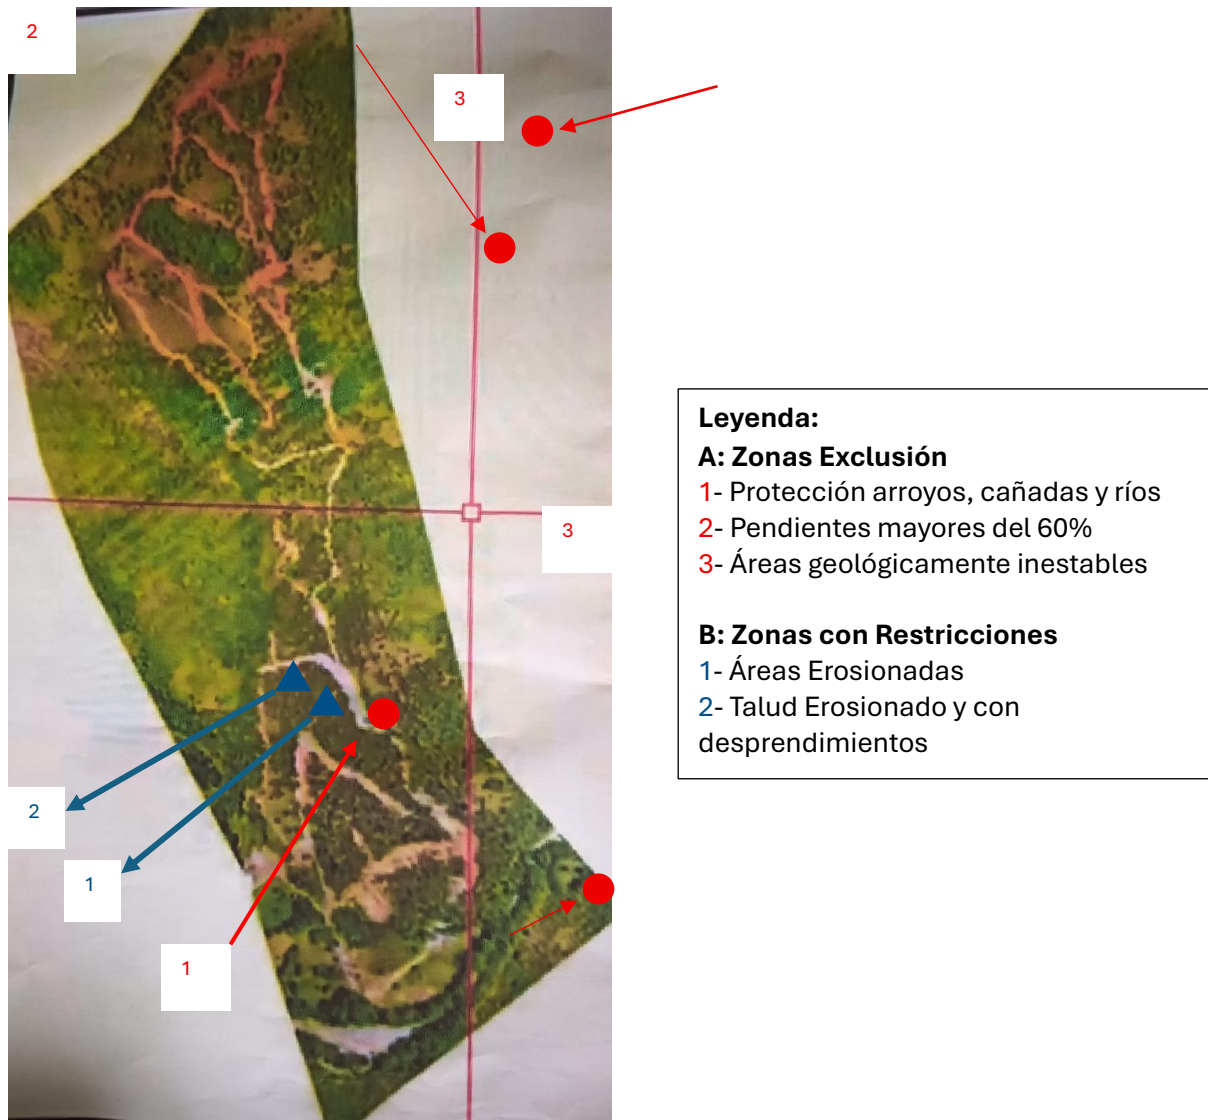 2
3
3
2
1
1
Leyenda:
A: Zonas Exclusión
1- Protección arroyos, cañadas y ríos
2- Pendientes mayores del 60%
3- Áreas geológicamente inestables
B: Zonas con Restricciones
1- Áreas Erosionadas
2- Talud Erosionado y con
desprendimientos